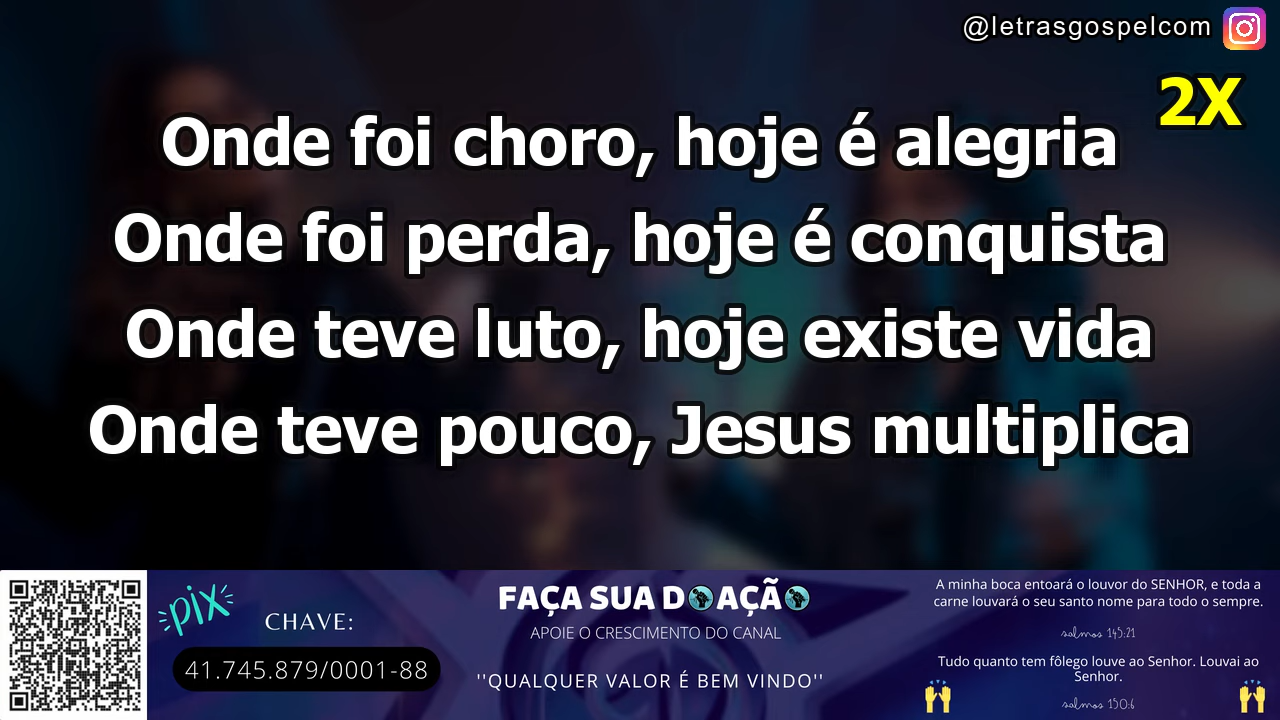 @letrasgospelcom
2X
Onde foi choro, hoje é alegria
Onde foi perda, hoje é conquista
Onde teve luto, hoje existe vida
Onde teve pouco, Jesus multiplica
pix
CHAVE:
41.745.879/0001-88
FAÇA SUA DOAÇÃO
APOIE O CRESCIMENTO DO CANAL
''QUALQUER VALOR É BEM VINDO''
A minha boca entoará o louvor do SENHOR, e toda a
carne louvará o seu santo nome para todo o sempre.
salmos 145:21
Tudo quanto tem fôlego louve ao Senhor. Louvai ao
Senhor.
salmos 150:6